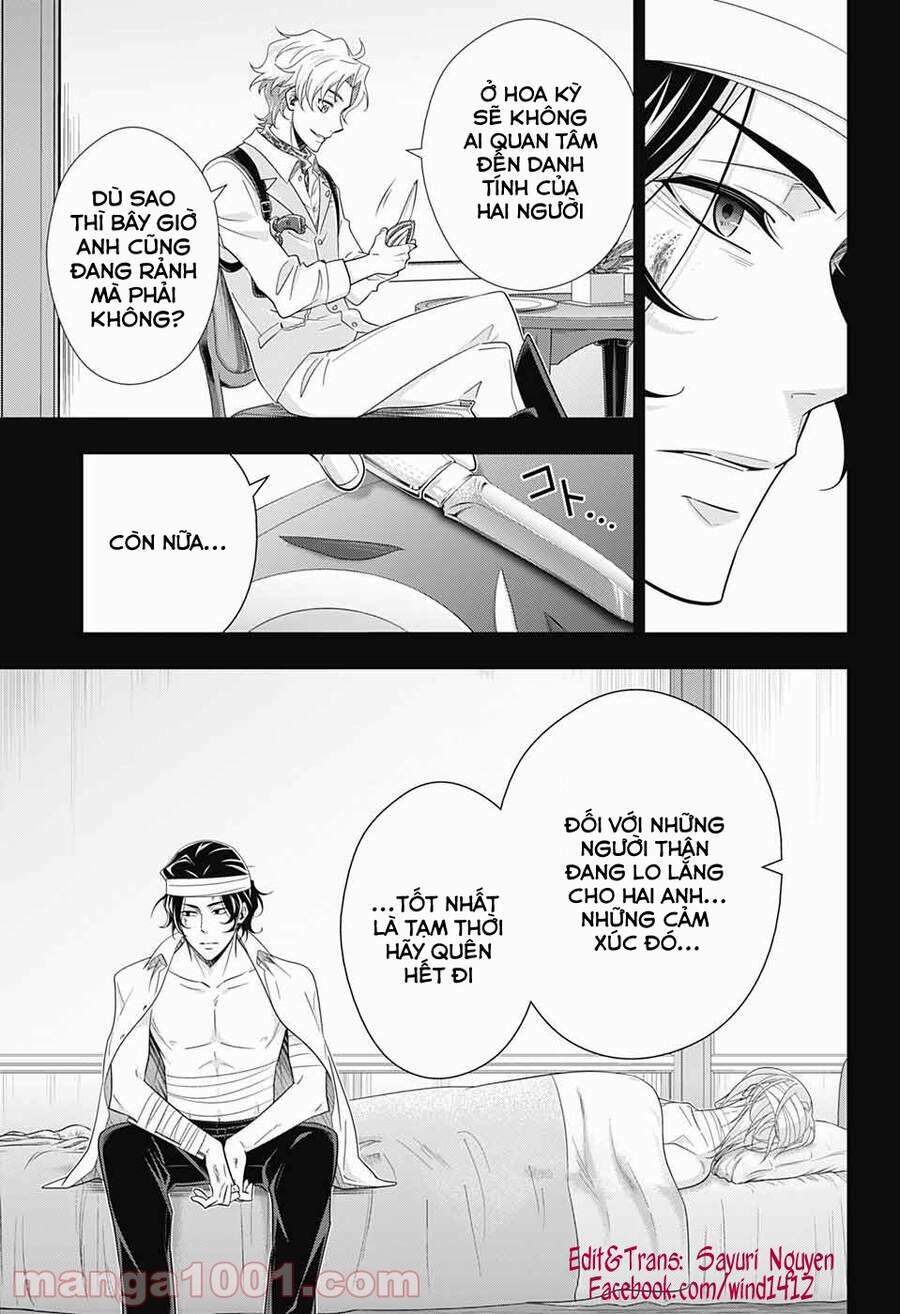 Ở HOA KỲ
SẼ KHÔNG
AI QUAN TÂM
ĐẾN DANH
TÍNH CỦA
HAI NGƯỜI
DÙ SAO
THÌ BÂY GIỜ
ANH CŨNG
ĐANG RẢNH
MÀ PHẢI
KHÔNG?
コト...
CÒN NỮA...
ĐỐI VỚI NHỮNG
NGƯỜI THÂN
ĐANG LO LẮNG
CHO HAI ANH...
NHỮNG CẢM
XÚC ĐÓ...
...TỐT NHẤT
LÀ TẠM THỜI
HÃY QUÊN
HẾT ĐI
Edit&Trans: Sayuri Nguyen
Facebook.com/wind1412
manga1001.com